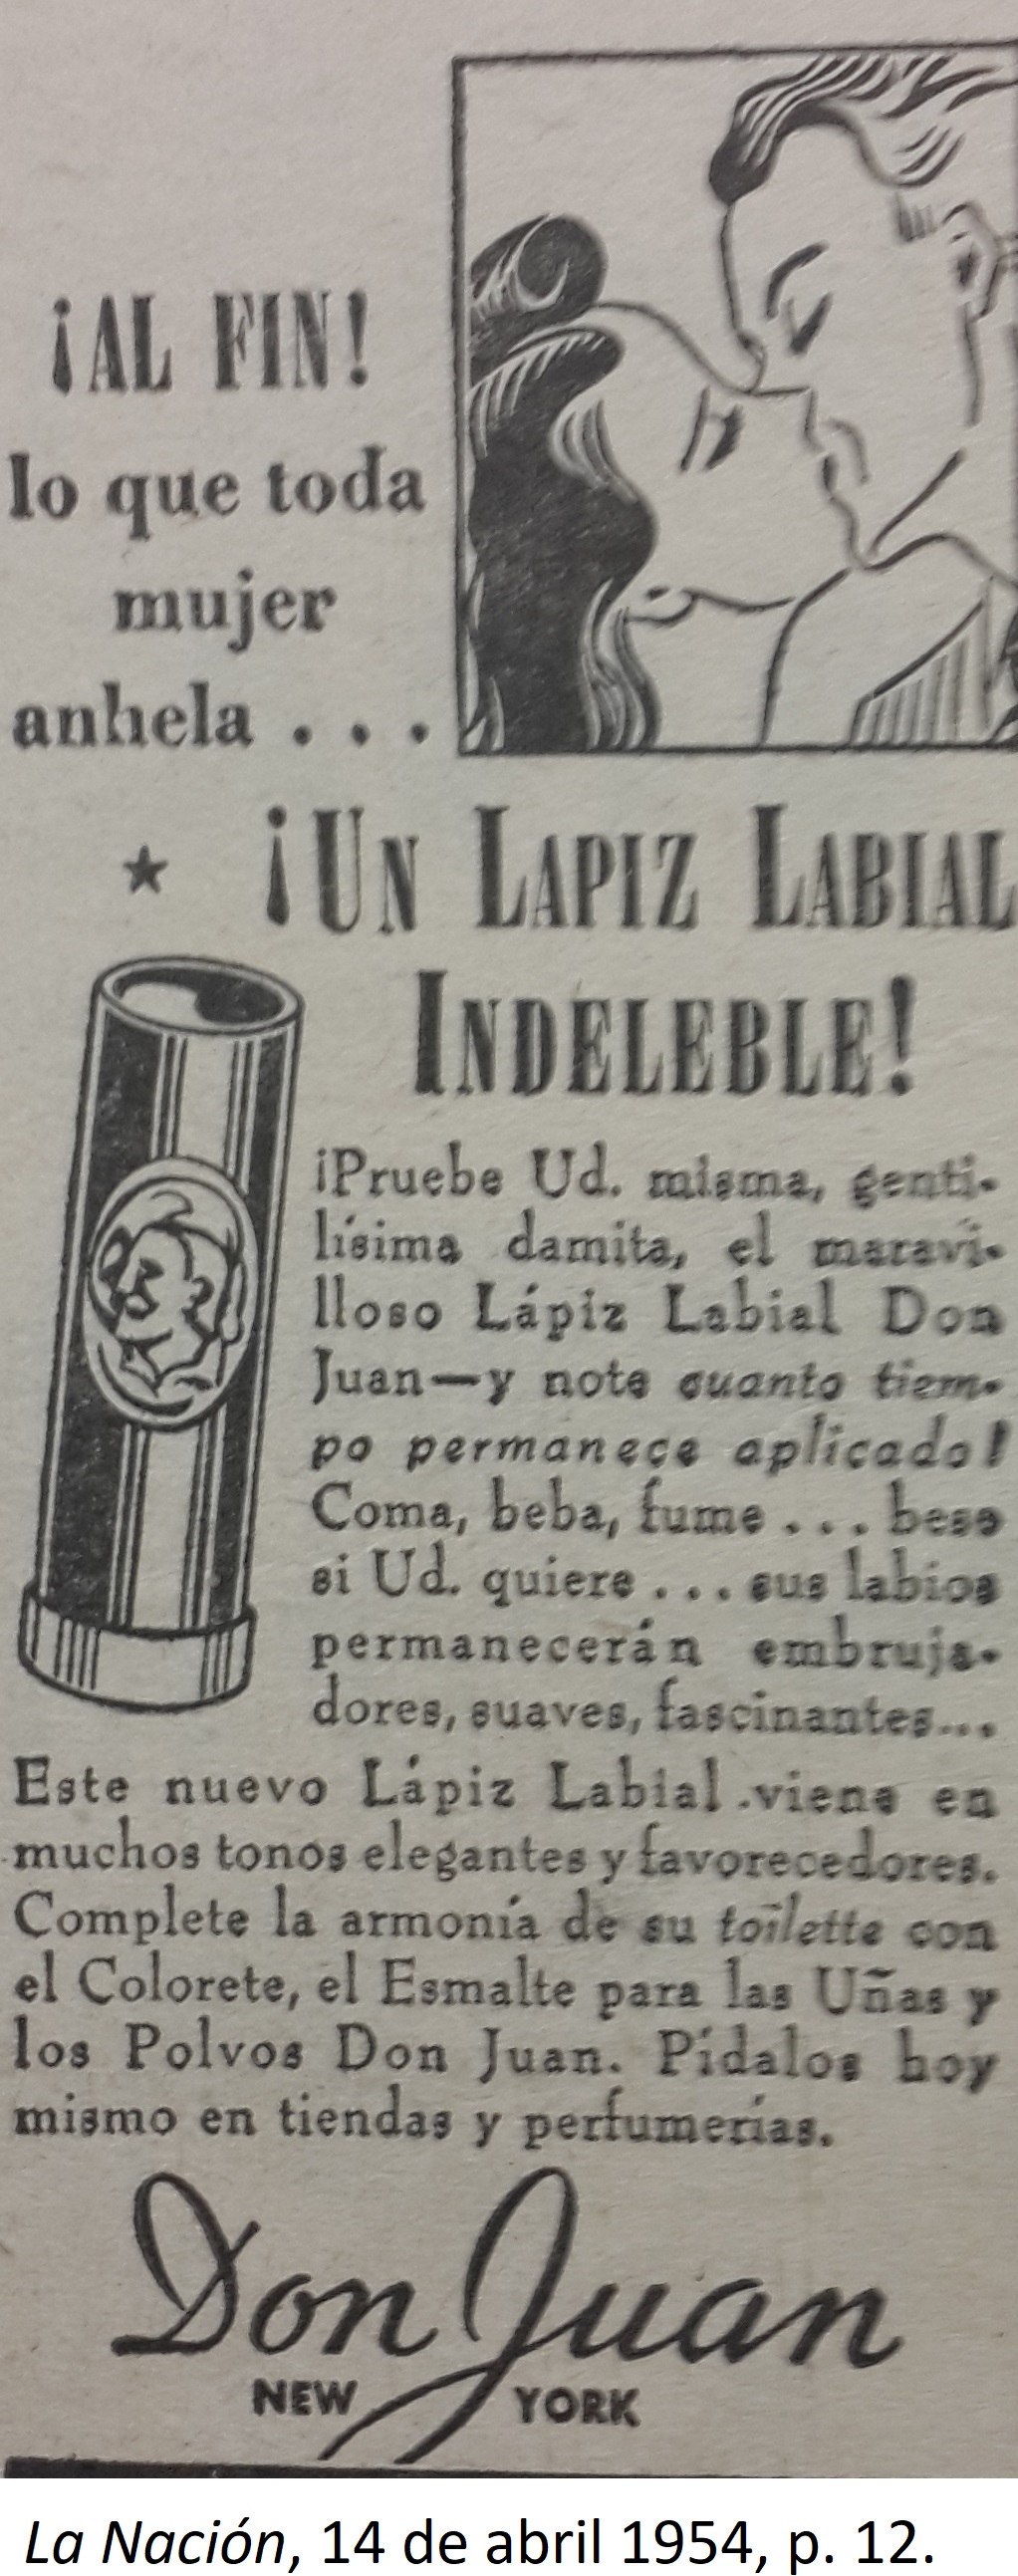 ¡AL FIN!
lo que toda
mujer
anhela . . .
¡UN LAPIZ LABIAL
INDELEBLE!
¡Pruebe Ud. misma, genti-
lísima damita, el maravi-
lloso Lápiz Labial Don
Juan—y note cuanto tiem-
po permanece aplicado!
Coma, beba, fume . . . bese
si Ud. quiere . . . sus labios
permanecerán embruja-
dores, suaves, fascinantes...
Este nuevo Lápiz Labial viene en
muchos tonos elegantes y favorecedores.
Complete la armonía de su toilette con
el Colorete, el Esmalte para las Uñas y
los Polvos Don Juan. Pídalos hoy
mismo en tiendas y perfumerías.
Don Juan
NEW YORK
La Nación, 14 de abril 1954, p. 12.